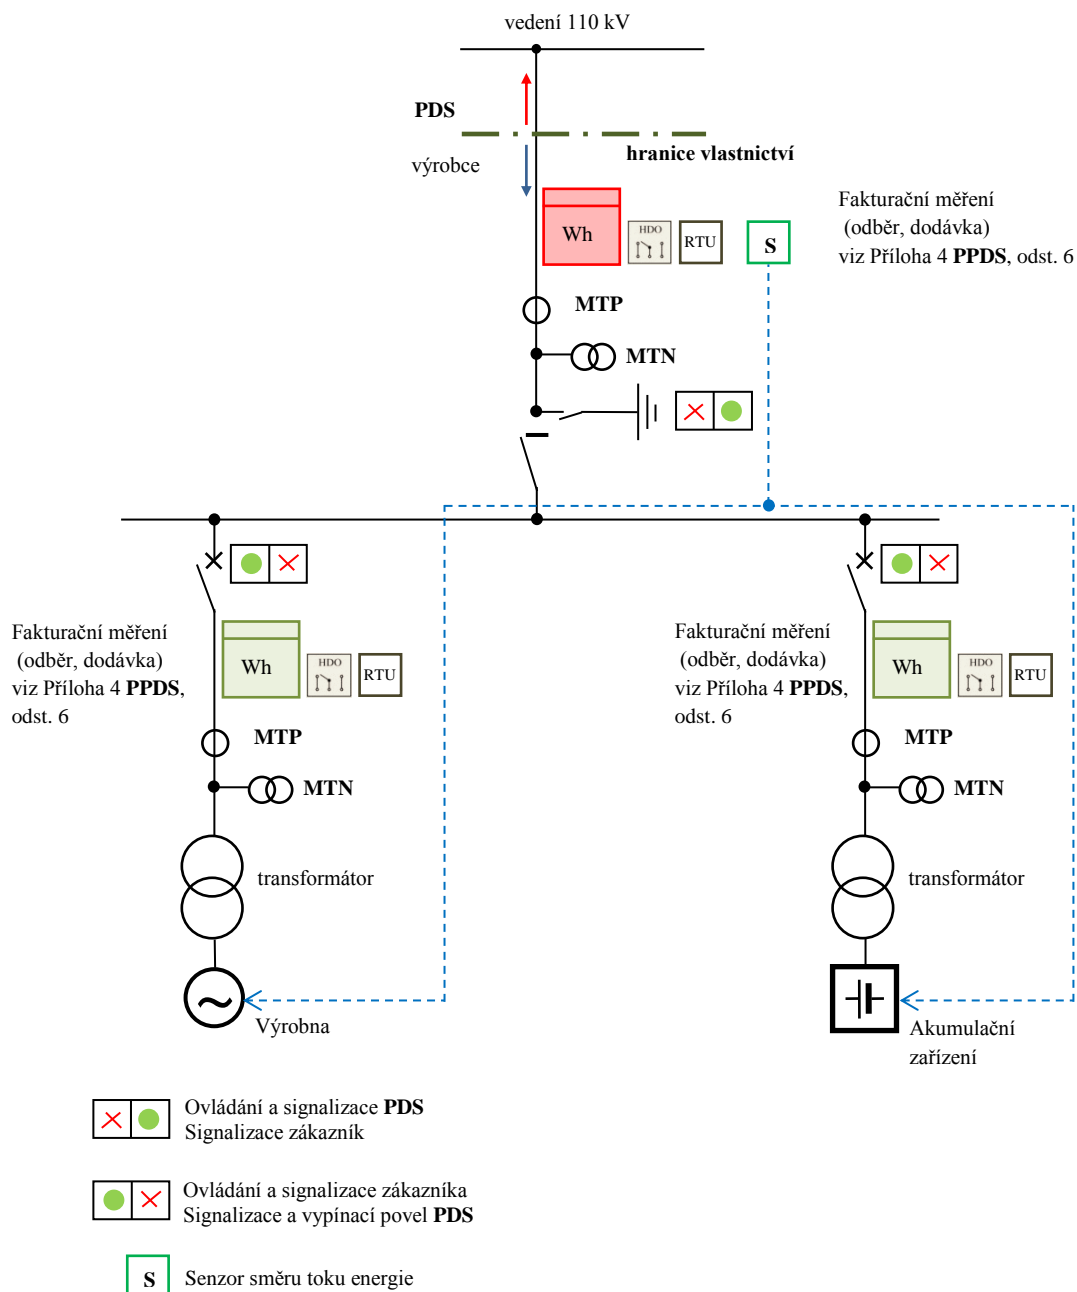 vedení 110 kV
PDS
hranice vlastnictví
výrobce
Fakturační měření
(odběr, dodávka)
viz Příloha 4 PPDS, odst. 6
Wh
HDO
RTU
S
MTP
MTN
Fakturační měření
(odběr, dodávka)
viz Příloha 4 PPDS,
odst. 6
Wh
HDO
RTU
MTP
MTN
transformátor
Výrobna
Fakturační měření
(odběr, dodávka)
viz Příloha 4 PPDS,
odst. 6
Wh
HDO
RTU
MTP
MTN
transformátor
Akumulační
zařízení
Ovládání a signalizace PDS
Signalizace zákazník
Ovládání a signalizace zákazníka
Signalizace a vypínací povel PDS
S
Senzor směru toku energie